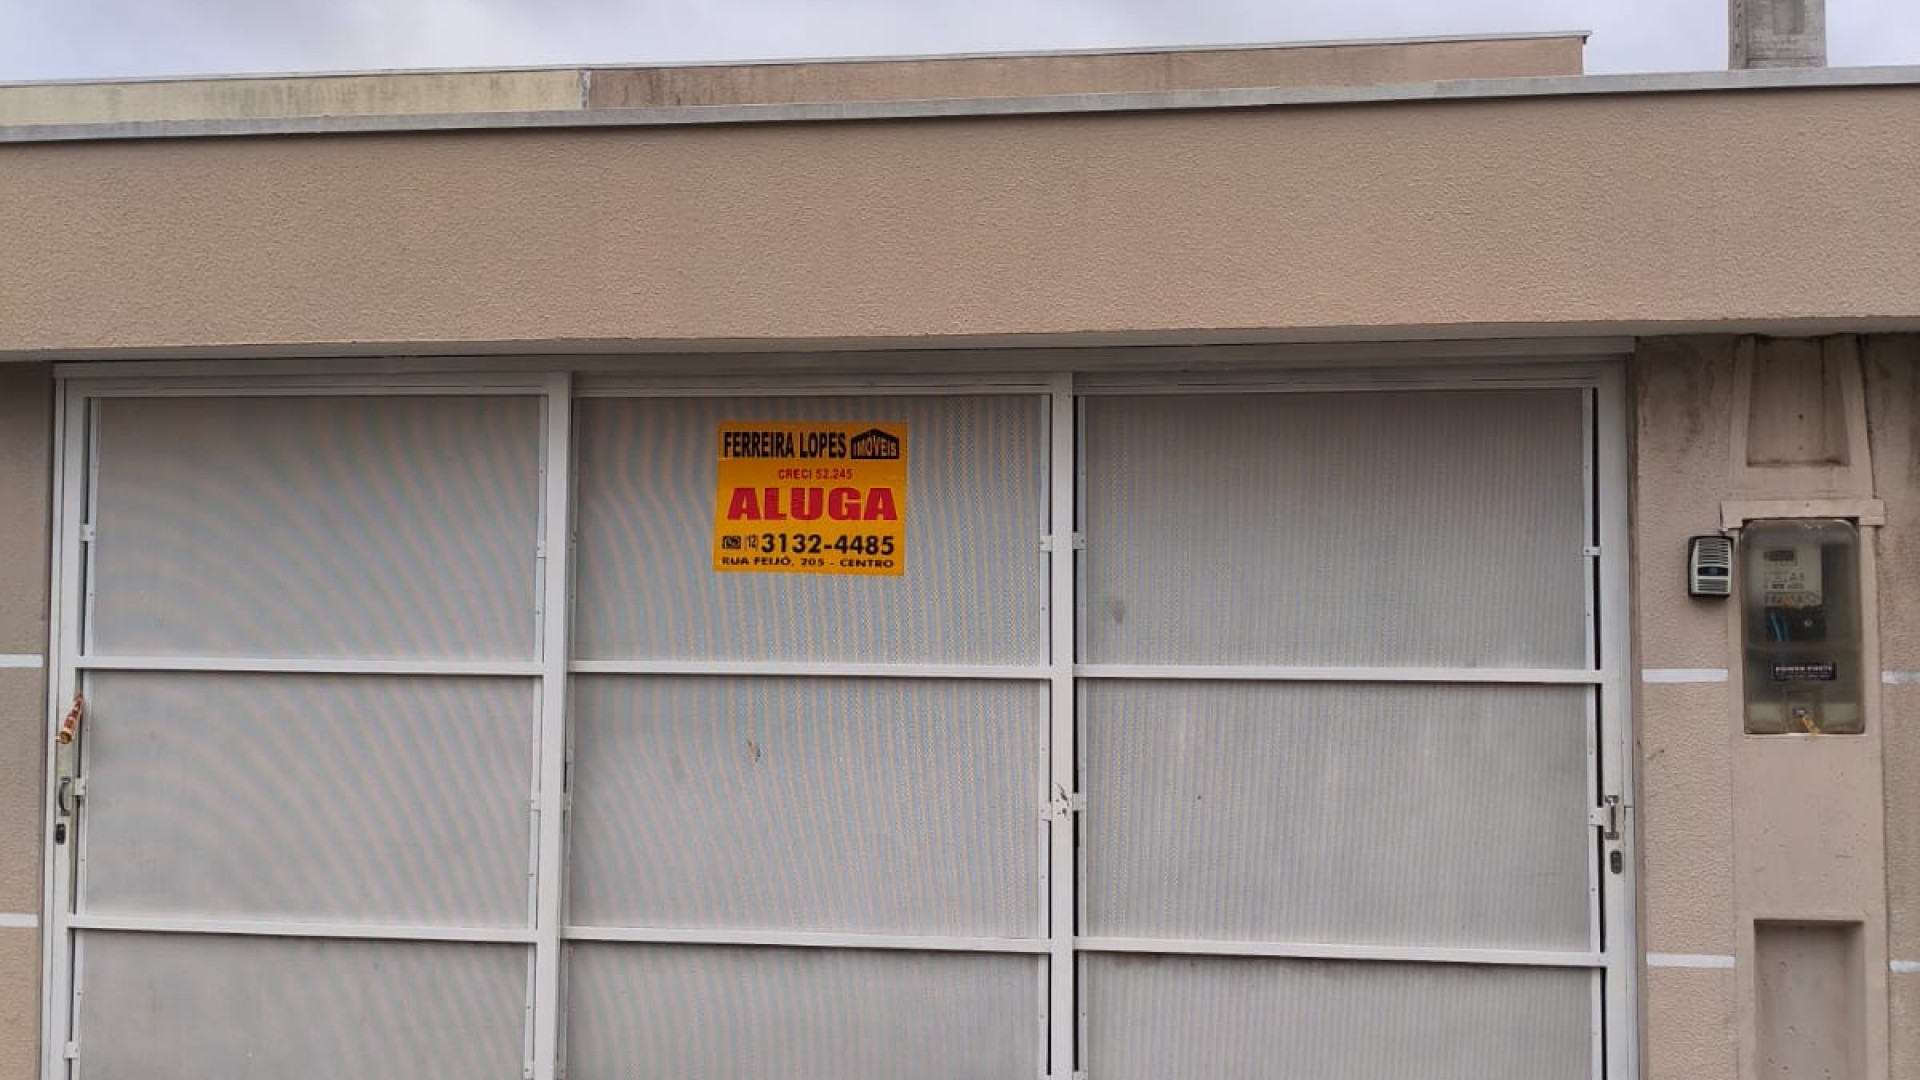 FERREIRA LOPES IMÓVEIS
CRECI 52.245
ALUGA
(12) 3132-4485
RUA FEIJÓ, 205 - CENTRO